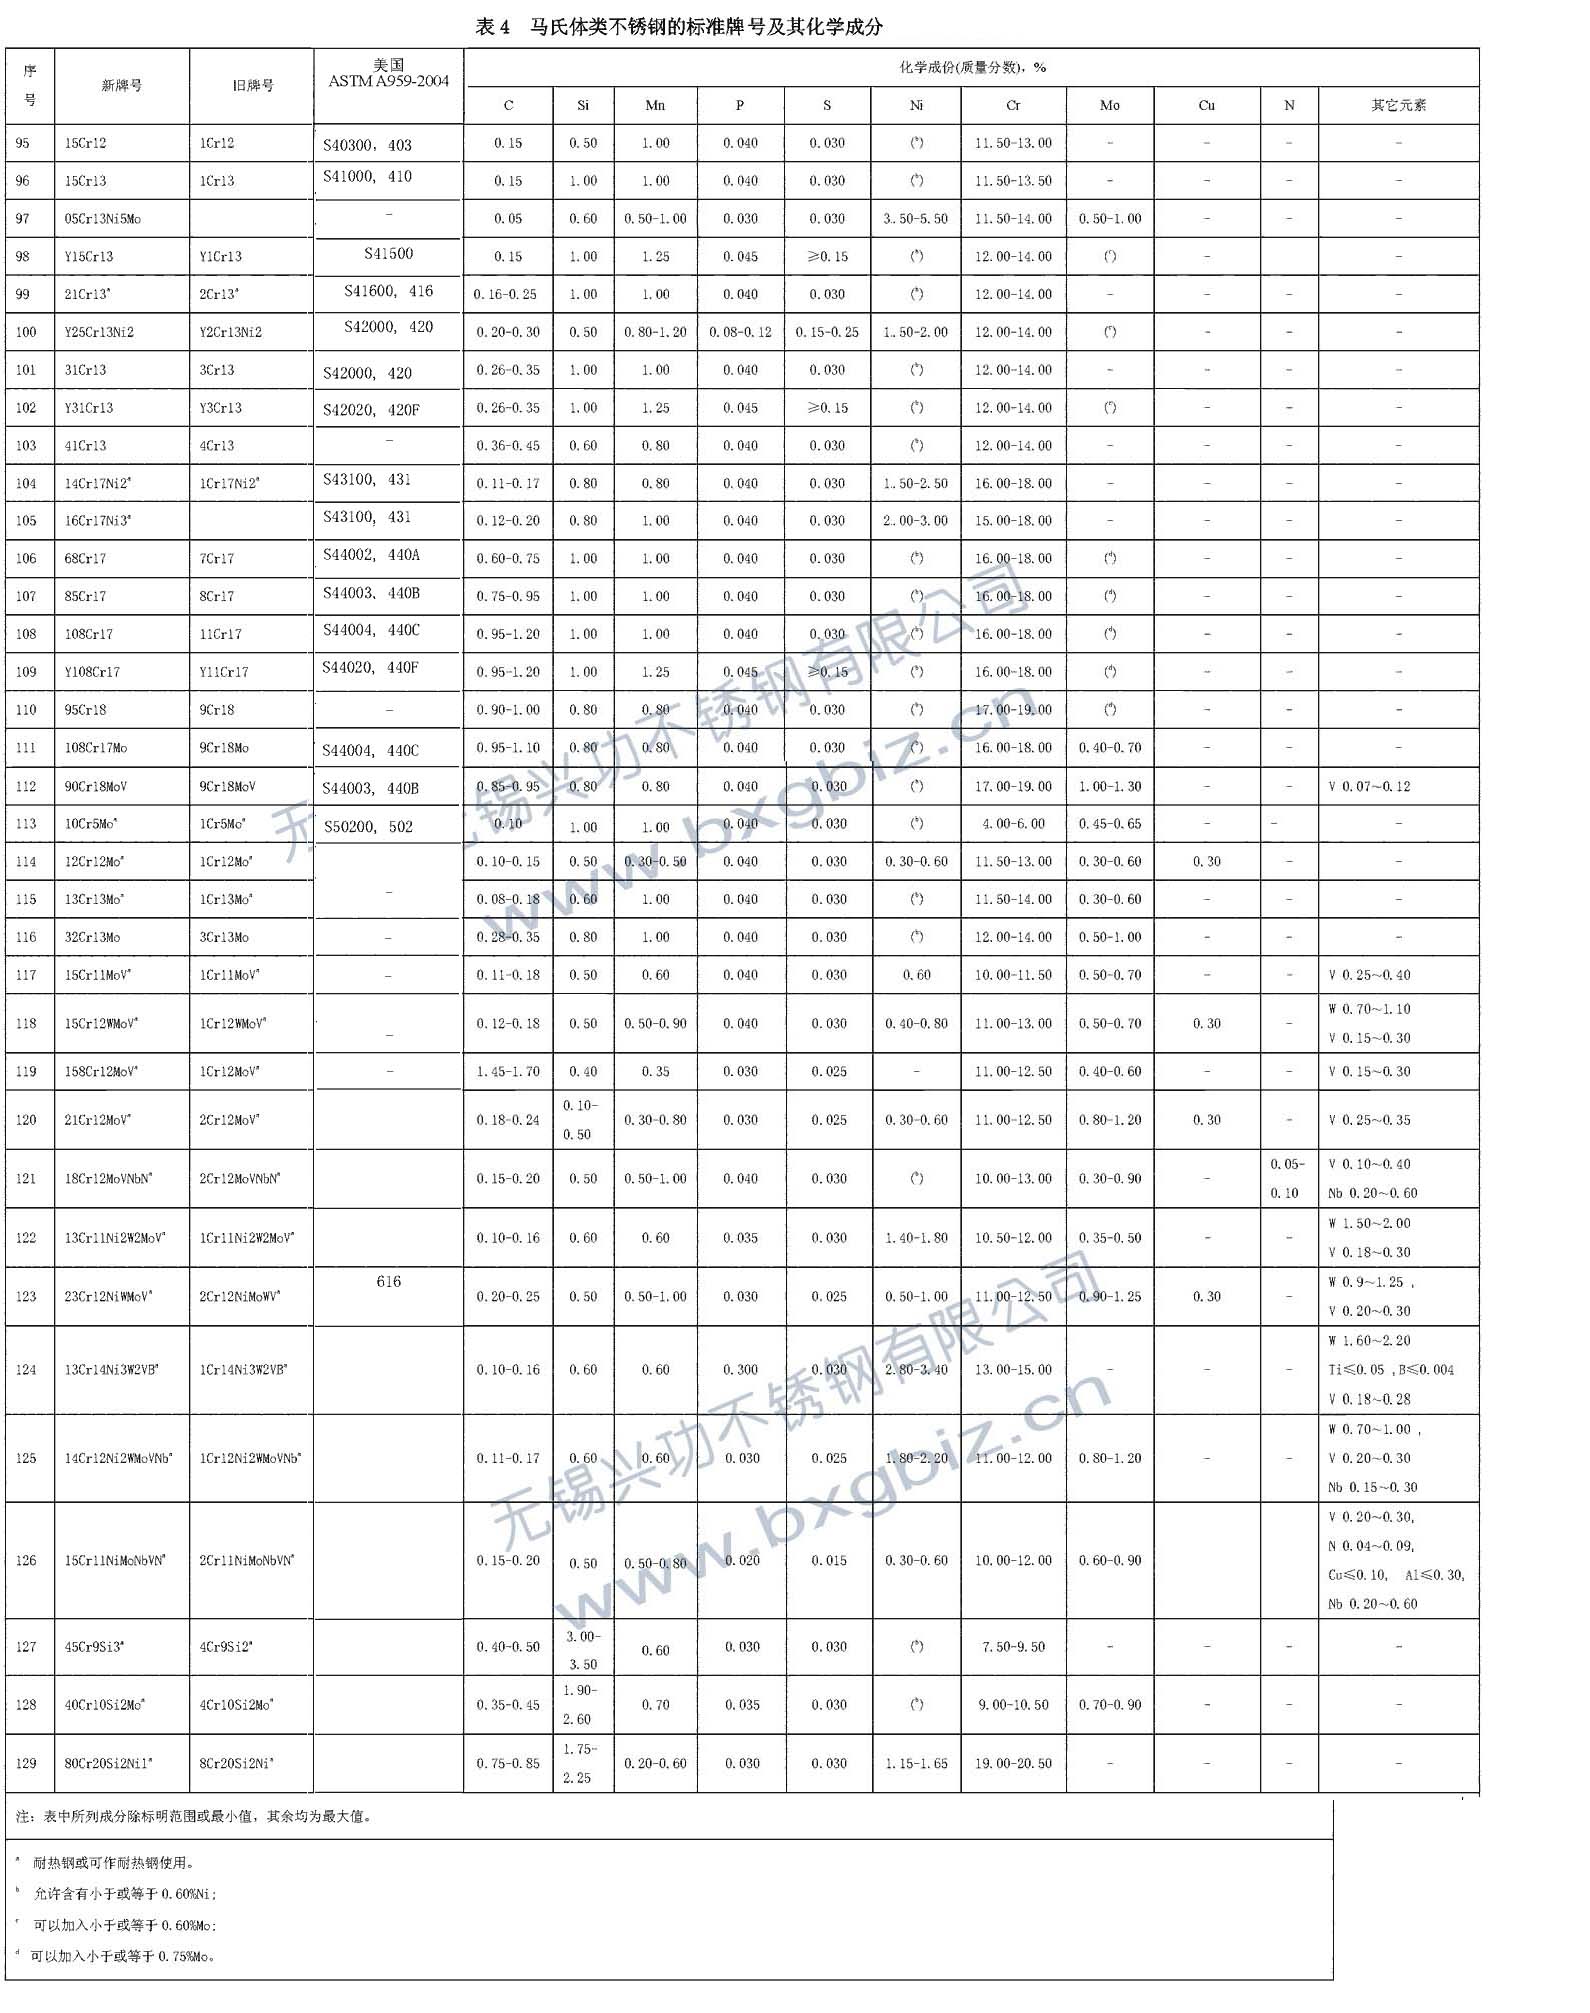 表4 马氏体类不锈钢的标准牌号及其化学成分
序号 新牌号 旧牌号 美国 ASTM A959-2004 化学成份(质量分数), %
C Si Mn P S Ni Cr Mo Cu N 其它元素
95 15Cr12 1Cr12 S40300, 403 0.15 0.50 1.00 0.040 0.030 (b) 11.50-13.00 - - - -
96 15Cr13 1Cr13 S41000, 410 0.15 1.00 1.00 0.040 0.030 (b) 11.50-13.50 - - - -
97 05Cr13Ni5Mo - 0.05 0.60 0.50-1.00 0.030 0.030 3.50-5.50 11.50-14.00 0.50-1.00 - - -
98 Y15Cr13 Y1Cr13 S41500 0.15 1.00 1.25 0.045 ≥0.15 (b) 12.00-14.00 (c) - - -
99 21Cr13a 2Cr13a S41600, 416 0.16-0.25 1.00 1.00 0.040 0.030 (b) 12.00-14.00 - - - -
100 Y25Cr13Ni2 Y2Cr13Ni2 S42000, 420 0.20-0.30 0.50 0.80-1.20 0.08-0.12 0.15-0.25 1.50-2.00 12.00-14.00 (c) - - -
101 31Cr13 3Cr13 S42000, 420 0.26-0.35 1.00 1.00 0.040 0.030 (b) 12.00-14.00 - - - -
102 Y31Cr13 Y3Cr13 S42020, 420F 0.26-0.35 1.00 1.25 0.045 ≥0.15 (b) 12.00-14.00 (c) - - -
103 41Cr13 4Cr13 - 0.36-0.45 0.60 0.80 0.040 0.030 (b) 12.00-14.00 - - - -
104 14Cr17Ni2a 1Cr17Ni2a S43100, 431 0.11-0.17 0.80 0.80 0.040 0.030 1.50-2.50 16.00-18.00 - - - -
105 16Cr17Ni3a S43100, 431 0.12-0.20 0.80 1.00 0.040 0.030 2.00-3.00 15.00-18.00 - - - -
106 68Cr17 7Cr17 S44002, 440A 0.60-0.75 1.00 1.00 0.040 0.030 (b) 16.00-18.00 (d) - - -
107 85Cr17 8Cr17 S44003, 440B 0.75-0.95 1.00 1.00 0.040 0.030 (b) 16.00-18.00 (d) - - -
108 108Cr17 11Cr17 S44004, 440C 0.95-1.20 1.00 1.00 0.040 0.030 (b) 16.00-18.00 (d) - - -
109 Y108Cr17 Y11Cr17 S44020, 440F 0.95-1.20 1.00 1.25 0.045 ≥0.15 (b) 16.00-18.00 (d) - - -
110 95Cr18 9Cr18 - 0.90-1.00 0.80 0.80 0.040 0.030 (b) 17.00-19.00 (d) - - -
111 108Cr17Mo 9Cr18Mo S44004, 440C 0.95-1.10 0.80 0.80 0.040 0.030 (b) 16.00-18.00 0.40-0.70 - - -
112 90Cr18MoV 9Cr18MoV S44003, 440B 0.85-0.95 0.80 0.80 0.040 0.030 (b) 17.00-19.00 1.00-1.30 - - V 0.07~0.12
113 10Cr5Moa 1Cr5Moa S50200, 502 0.10 1.00 1.00 0.040 0.030 (b) 4.00-6.00 0.45-0.65 - - -
114 12Cr12Moa 1Cr12Moa 0.10-0.15 0.50 0.30-0.50 0.040 0.030 0.30-0.60 11.50-13.00 0.30-0.60 0.30 - -
115 13Cr13Moa 1Cr13Moa - 0.08-0.18 0.60 1.00 0.040 0.030 (b) 11.50-14.00 0.30-0.60 - - -
116 32Cr13Mo 3Cr13Mo - 0.28-0.35 0.80 1.00 0.040 0.030 (b) 12.00-14.00 0.50-1.00 - - -
117 15Cr11MoVa 1Cr11MoVa - 0.11-0.18 0.50 0.60 0.040 0.030 0.60 10.00-11.50 0.50-0.70 - - V 0.25~0.40
118 15Cr12WMoVa 1Cr12WMoVa - 0.12-0.18 0.50 0.50-0.90 0.040 0.030 0.40-0.80 11.00-13.00 0.50-0.70 0.30 - W 0.70~1.10
V 0.15~0.30
119 158Cr12MoVa 1Cr12MoVa - 1.45-1.70 0.40 0.35 0.030 0.025 - 11.00-12.50 0.40-0.60 - - V 0.15~0.30
120 21Cr12MoVa 2Cr12MoVa 0.18-0.24 0.10-0.50 0.30-0.80 0.030 0.025 0.30-0.60 11.00-12.50 0.80-1.20 0.30 - V 0.25~0.35
121 18Cr12MoVNbNa 2Cr12MoVNbNa 0.15-0.20 0.50 0.50-1.00 0.040 0.030 (b) 10.00-13.00 0.30-0.90 - 0.05-0.10 V 0.10~0.40
Nb 0.20~0.60
122 13Cr11Ni2W2MoVa 1Cr11Ni2W2MoVa 0.10-0.16 0.60 0.60 0.035 0.030 1.40-1.80 10.50-12.00 0.35-0.50 - - W 1.50~2.00
V 0.18~0.30
123 23Cr12NiWMoVa 2Cr12NiMoWVa 616 0.20-0.25 0.50 0.50-1.00 0.030 0.025 0.50-1.00 11.00-12.50 0.90-1.25 0.30 - W 0.9~1.25 ,
V 0.20~0.30
124 13Cr14Ni3W2VBa 1Cr14Ni3W2VBa 0.10-0.16 0.60 0.60 0.300 0.030 2.80-3.40 13.00-15.00 - - - W 1.60~2.20
Ti≤0.05 ,B≤0.004
V 0.18~0.28
125 14Cr12Ni2WMoVNba 1Cr12Ni2WMoVNba 0.11-0.17 0.60 0.60 0.030 0.025 1.80-2.20 11.00-12.00 0.80-1.20 - - W 0.70~1.00 ,
V 0.20~0.30
Nb 0.15~0.30
126 15Cr11NiMoNbVNa 2Cr11NiMoNbVNa 0.15-0.20 0.50 0.50-0.80 0.020 0.015 0.30-0.60 10.00-12.00 0.60-0.90 V 0.20~0.30,
N 0.04~0.09,
Cu≤0.10, Al≤0.30,
Nb 0.20~0.60
127 45Cr9Si3a 4Cr9Si2a 0.40-0.50 3.00-3.50 0.60 0.030 0.030 (b) 7.50-9.50 - - - -
128 40Cr10Si2Moa 4Cr10Si2Moa 0.35-0.45 1.90-2.60 0.70 0.035 0.030 (b) 9.00-10.50 0.70-0.90 - - -
129 80Cr20Si2Ni1a 8Cr20Si2Nia 0.75-0.85 1.75-2.25 0.20-0.60 0.030 0.030 1.15-1.65 19.00-20.50 - - - -
注：表中所列成分除标明范围或最小值，其余均为最大值。
a 耐热钢或可作耐热钢使用。
b 允许含有小于或等于0.60%Ni；
c 可以加入小于或等于0.60%Mo；
d 可以加入小于或等于0.75%Mo。
无锡兴功不锈钢有限公司
www.bxgbiz.cn
无锡兴功不锈钢有限公司
www.bxgbiz.cn